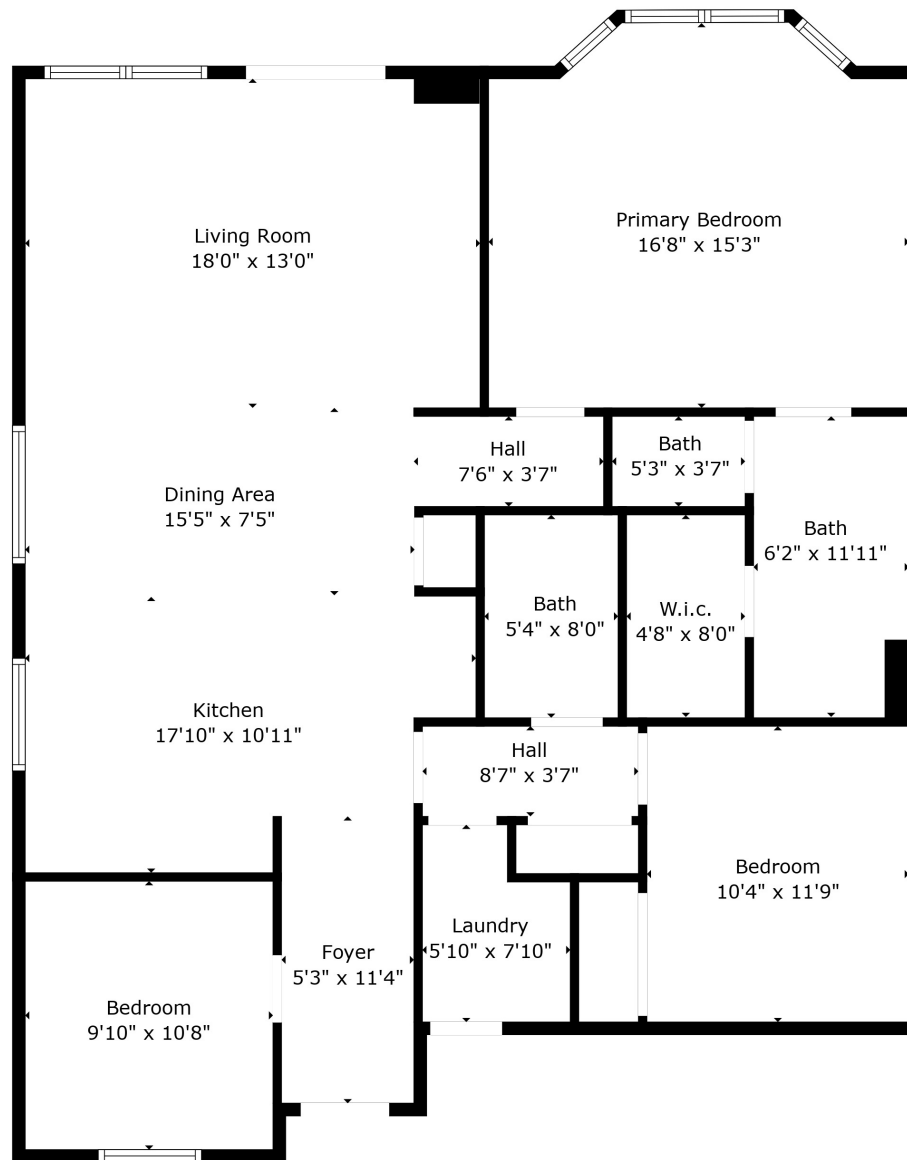 Living Room
18'0" x 13'0"
Primary Bedroom
16'8" x 15'3"
Hall
7'6" x 3'7"
Bath
5'3" x 3'7"
Dining Area
15'5" x 7'5"
Bath
6'2" x 11'11"
Bath
5'4" x 8'0"
W.i.c.
4'8" x 8'0"
Kitchen
17'10" x 10'11"
Hall
8'7" x 3'7"
Bedroom
10'4" x 11'9"
Laundry
5'10" x 7'10"
Foyer
5'3" x 11'4"
Bedroom
9'10" x 10'8"